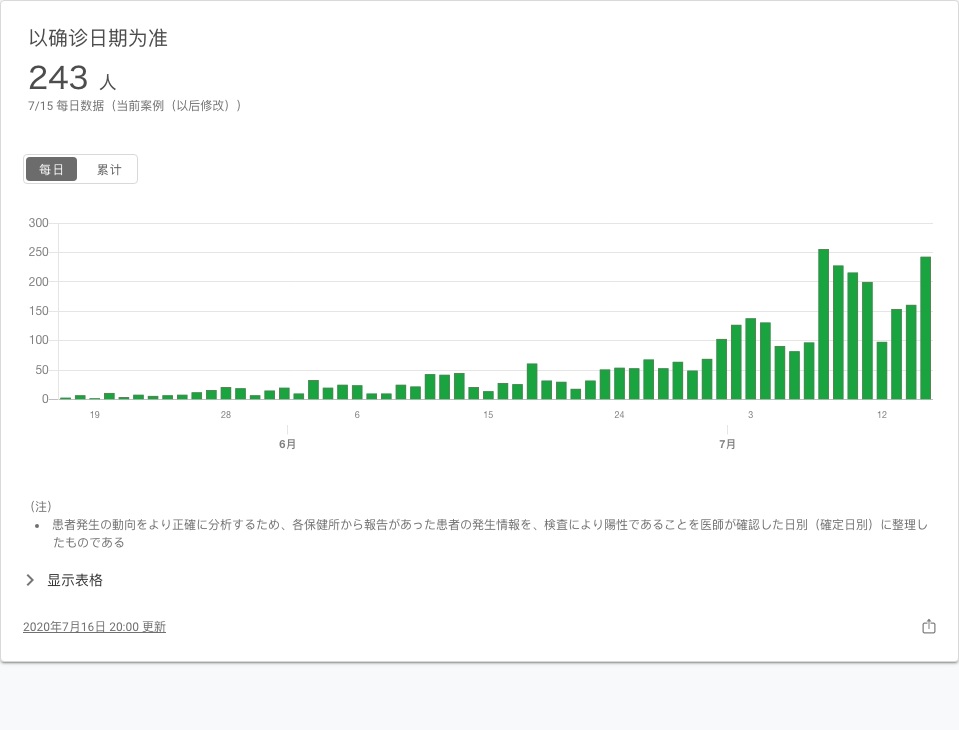 以确诊日期为准
243 人
7/15 每日数据（当前案例（以后修改））
每日 累计
300
250
200
150
100
50
0
19 28 6 15 24 3 12
6月 7月
（注）
• 患者発生の動向をより正確に分析するため、各保健所から報告があった患者の発生情報を、検査により陽性であることを医師が確認した日別（確定日別）に整理し
たものである
显示表格
2020年7月16日 20:00 更新